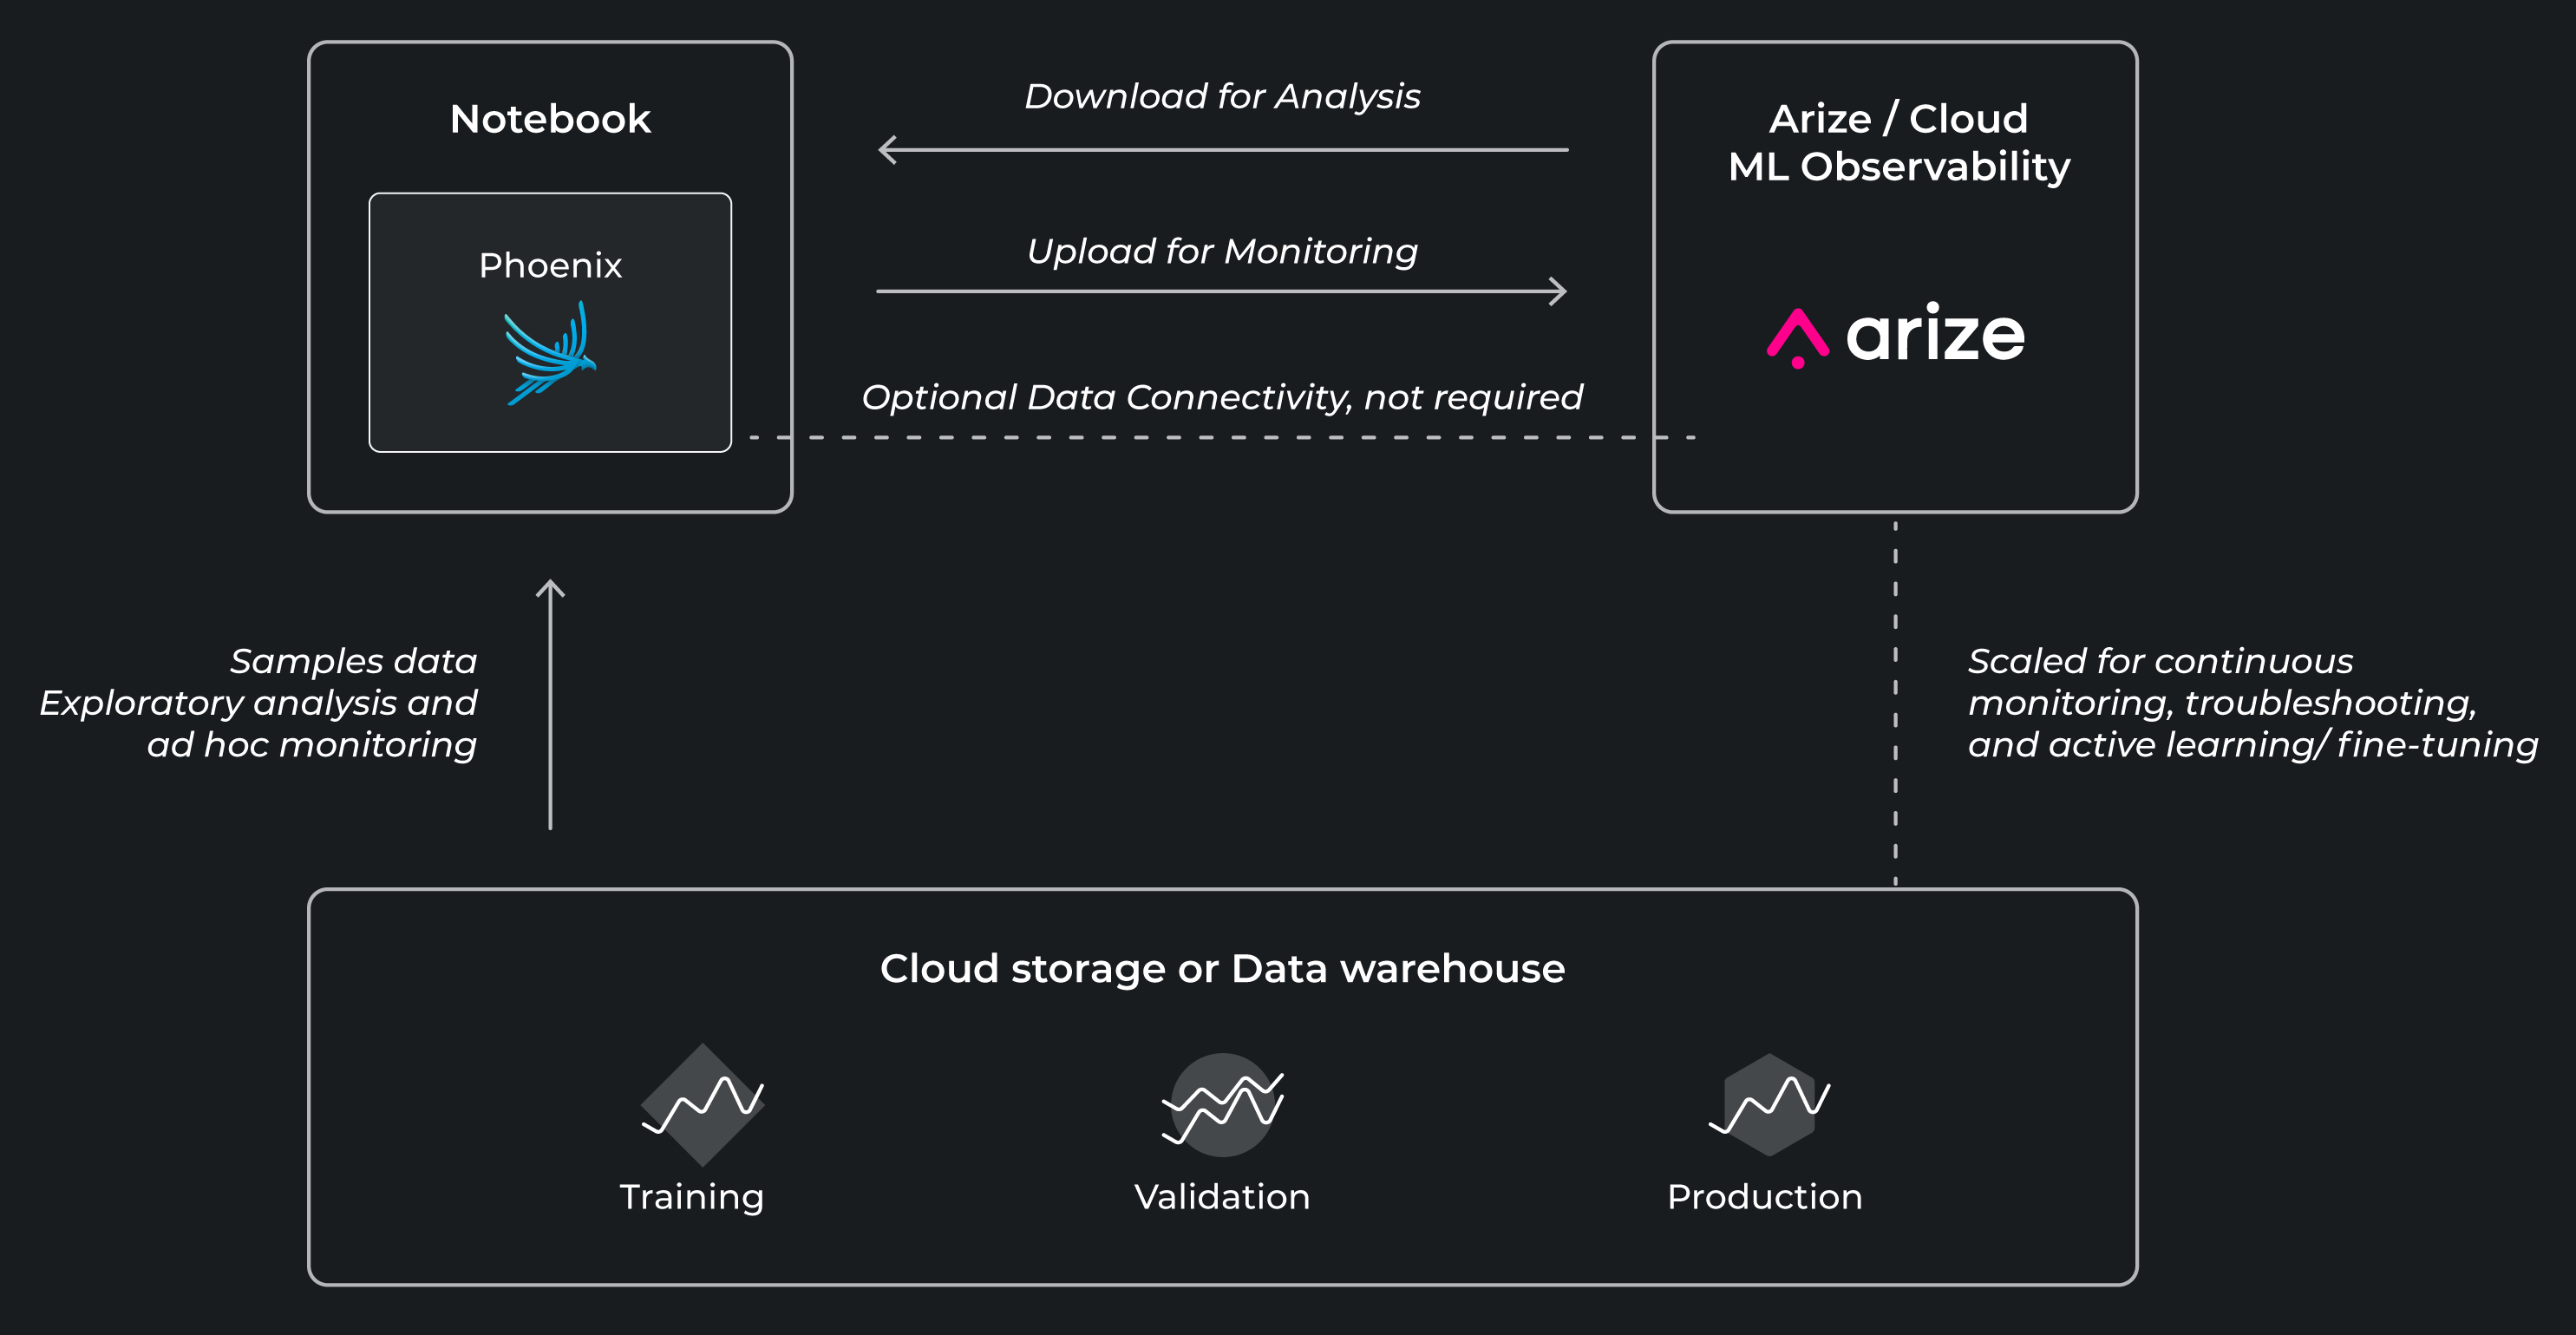 Notebook
Phoenix
Download for Analysis
Upload for Monitoring
Optional Data Connectivity, not required
Arize / Cloud
ML Observability
arize
Samples data
Exploratory analysis and
ad hoc monitoring
Scaled for continuous
monitoring, troubleshooting,
and active learning/ fine-tuning
Cloud storage or Data warehouse
Training
Validation
Production